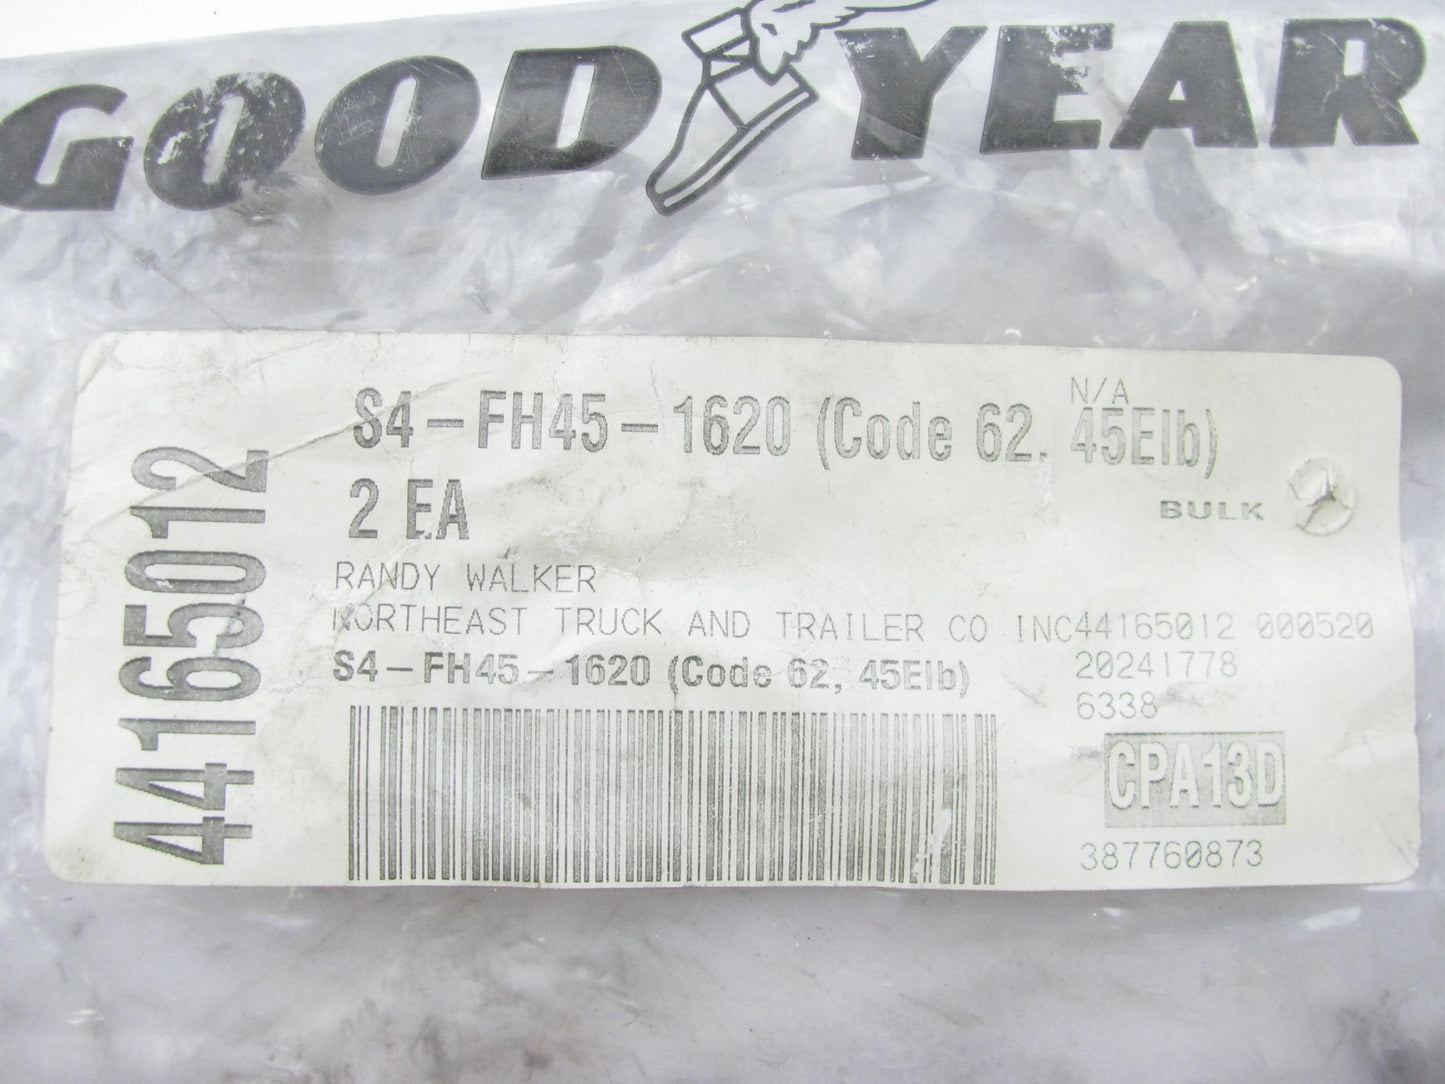 GOODYEAR
44165012
N/A
S4-FH45-1620 (Code 62, 45Elb)
2 EA
BULK
RANDY WALKER
NORTHEAST TRUCK AND TRAILER CO INC44165012 000520
S4-FH45-1620 (Code 62, 45Elb) 20241778
6338
CPA13D
387760873